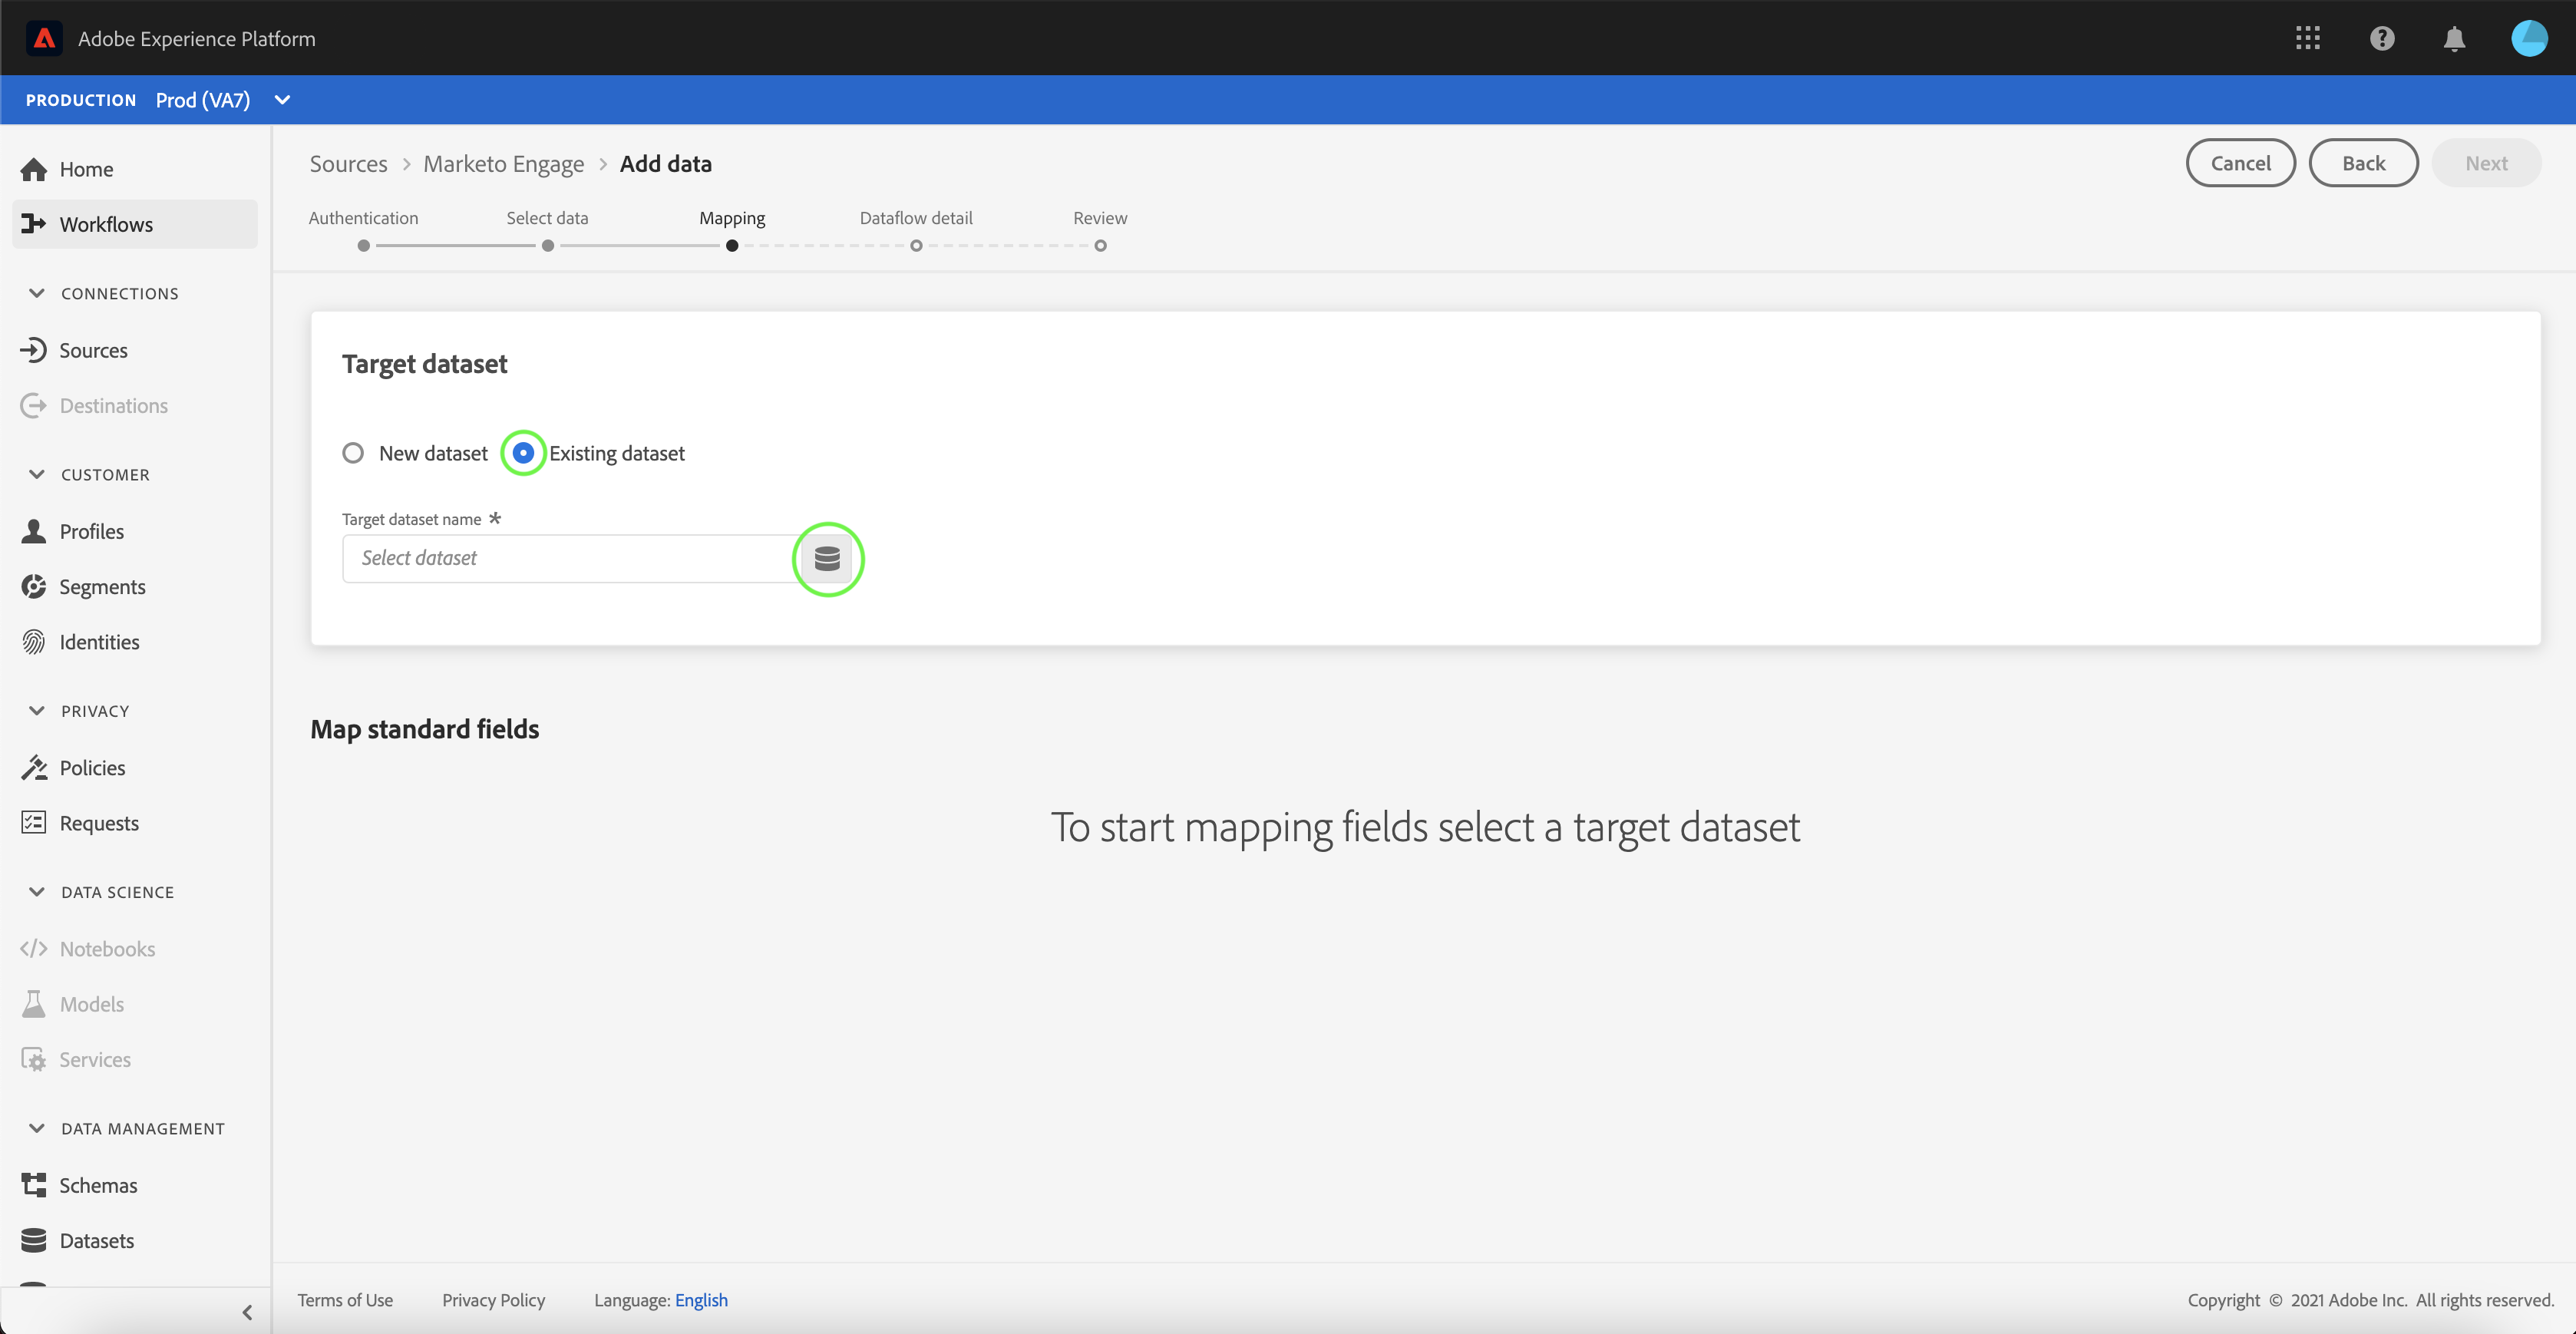 Adobe Experience Platform
PRODUCTION Prod (VA7)
Home
Workflows
CONNECTIONS
Sources
Destinations
CUSTOMER
Profiles
Segments
Identities
PRIVACY
Policies
Requests
DATA SCIENCE
Notebooks
Models
Services
DATA MANAGEMENT
Schemas
Datasets
Sources > Marketo Engage > Add data
Cancel Back Next
Authentication Select data Mapping Dataflow detail Review
Target dataset
New dataset Existing dataset
Target dataset name *
Select dataset
Map standard fields
To start mapping fields select a target dataset
Terms of Use Privacy Policy Language: English Copyright © 2021 Adobe Inc. All rights reserved.